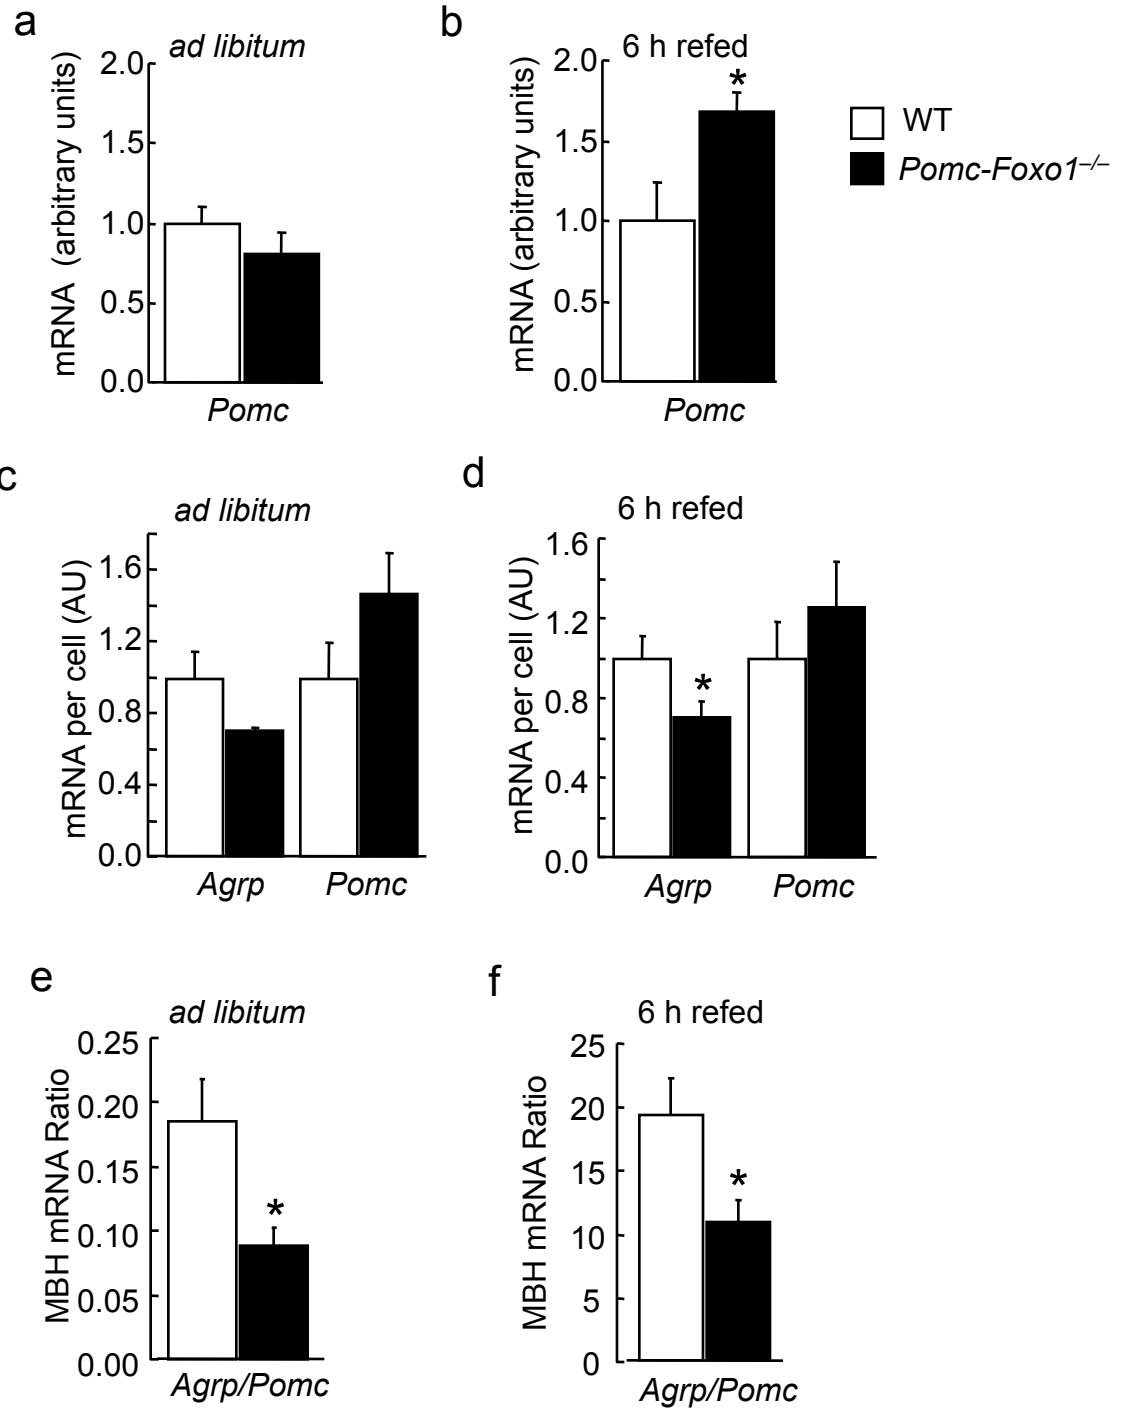 a
ad libitum
mRNA (arbitrary units)
2.0
1.5
1.0
0.5
0.0
Pomc
b
6 h refed
mRNA (arbitrary units)
2.0
1.5
1.0
0.5
0.0
*
Pomc
WT
Pomc-Foxo1–/–
c
ad libitum
mRNA per cell (AU)
1.6
1.2
0.8
0.4
0.0
Agrp
Pomc
d
6 h refed
mRNA per cell (AU)
1.6
1.2
0.8
0.4
0.0
*
Agrp
Pomc
e
ad libitum
MBH mRNA Ratio
0.25
0.20
0.15
0.10
0.05
0.00
*
Agrp/Pomc
f
6 h refed
MBH mRNA Ratio
25
20
15
10
5
0
*
Agrp/Pomc